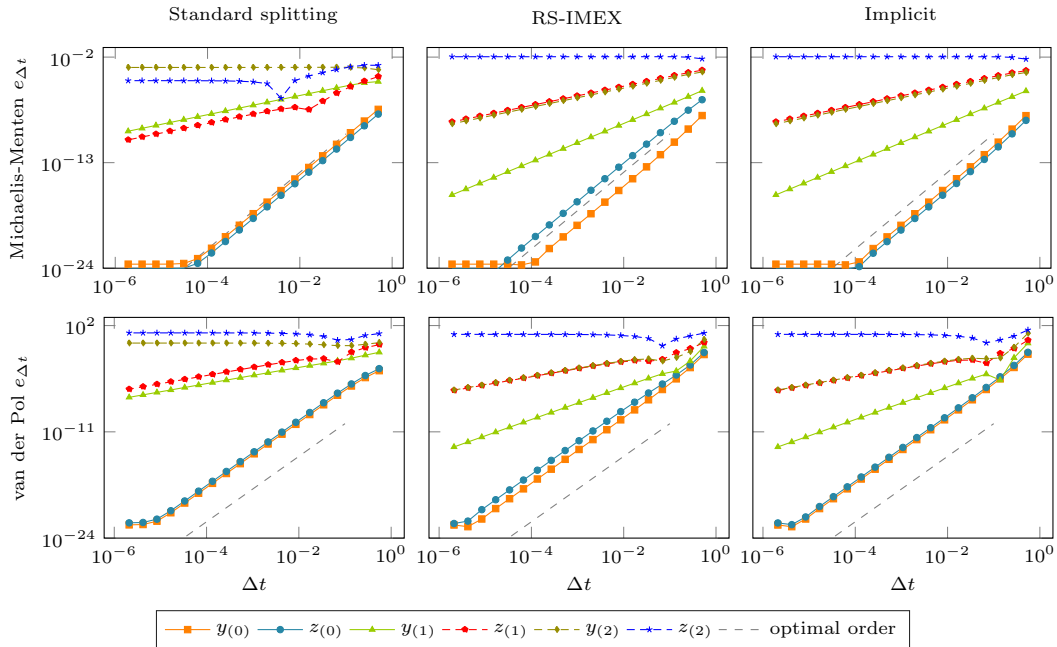 Standard splitting
RS-IMEX
Implicit
Michaelis-Menten e_Δt
10^−2
10^−13
10^−24
10^−6 10^−4 10^−2 10^0
10^−6 10^−4 10^−2 10^0
10^−6 10^−4 10^−2 10^0
van der Pol e_Δt
10^2
10^−11
10^−24
10^−6 10^−4 10^−2 10^0
10^−6 10^−4 10^−2 10^0
10^−6 10^−4 10^−2 10^0
Δt
Δt
Δt
y_(0) z_(0) y_(1) z_(1) y_(2) z_(2) optimal order